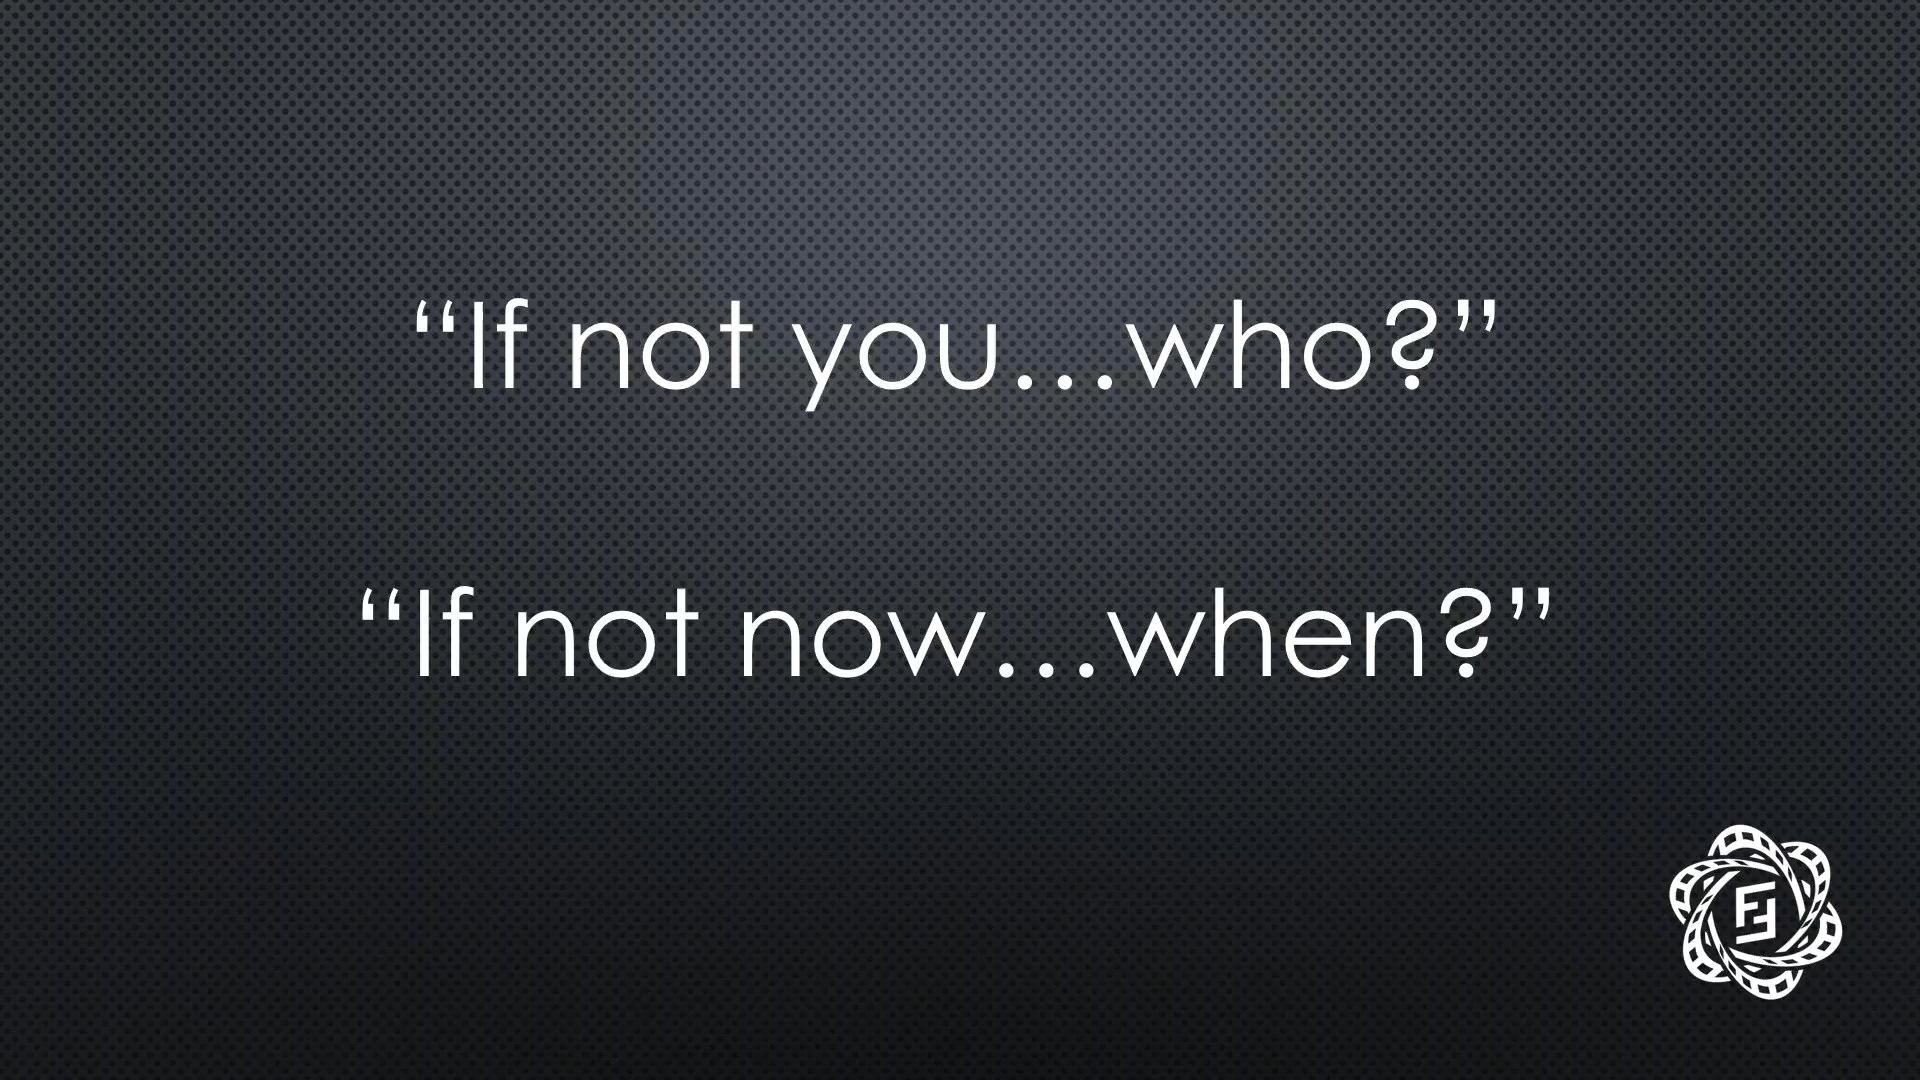 “If not you...who?”
“If not now...when?”